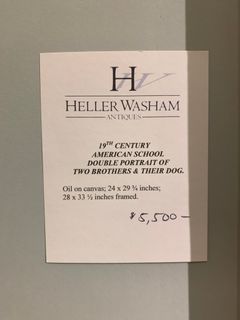 HW
HELLER WASHAM
ANTIQUES
19TH CENTURY
AMERICAN SCHOOL
DOUBLE PORTRAIT OF
TWO BROTHERS & THEIR DOG.
Oil on canvas; 24 x 29 ¾ inches;
28 x 33 ½ inches framed.
$5,500-